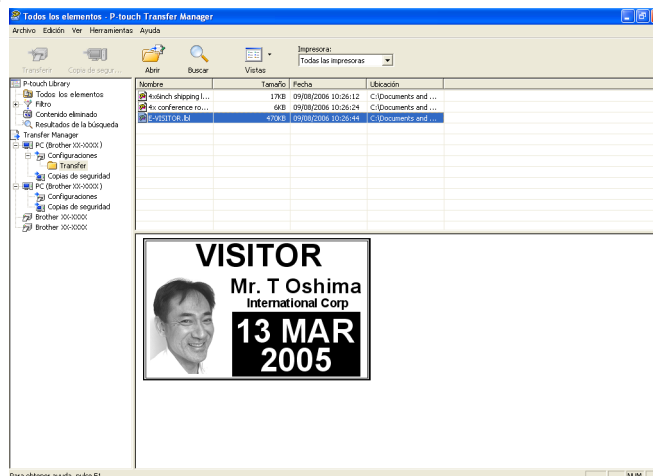 Todos los elementos - P-touch Transfer Manager
Archivo Edición Ver Herramientas Ayuda
Transferir Copia de segur... Abrir Buscar Vistas
Impresora:
Todas las impresoras
P-touch Library
Todos los elementos
Filtro
Contenido eliminado
Resultados de la búsqueda
Transfer Manager
PC (Brother XX-XXXX)
Configuraciones
Transfer
Copias de seguridad
PC (Brother XX-XXXX)
Configuraciones
Copias de seguridad
Brother XX-XXXX
Brother XX-XXXX
Nombre Tamaño Fecha Ubicación
4x6inch shipping l... 17KB 09/08/2006 10:26:12 C:\Documents and ...
4x conference ro... 6KB 09/08/2006 10:26:24 C:\Documents and ...
E-VISITOR.lbl 470KB 09/08/2006 10:26:44 C:\Documents and ...
VISITOR
Mr. T Oshima
International Corp
13 MAR
2005
Para obtener ayuda, pulse F1
NUM